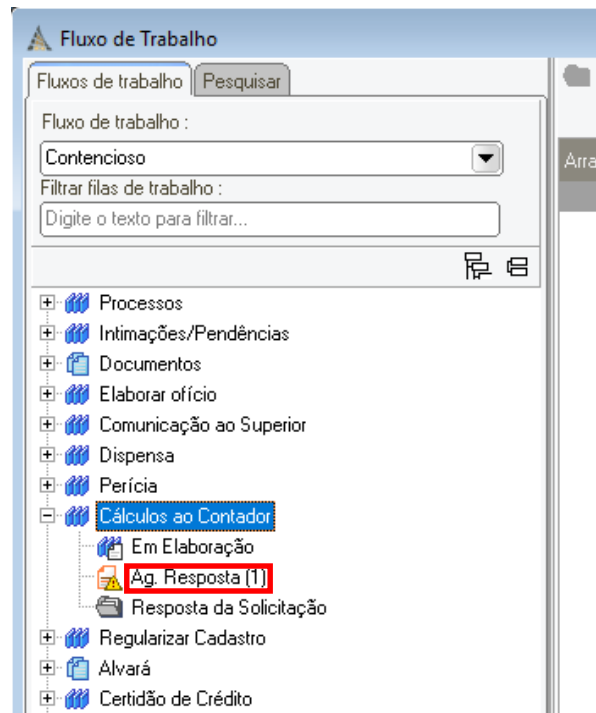 Fluxo de Trabalho
Fluxos de trabalho Pesquisar
Fluxo de trabalho :
Contencioso
Arra
Filtrar filas de trabalho :
Digite o texto para filtrar...
Processos
Intimações/Pendências
Documentos
Elaborar ofício
Comunicação ao Superior
Dispensa
Perícia
Cálculos ao Contador
Em Elaboração
Ag. Resposta (1)
Resposta da Solicitação
Regularizar Cadastro
Alvará
Certidão de Crédito